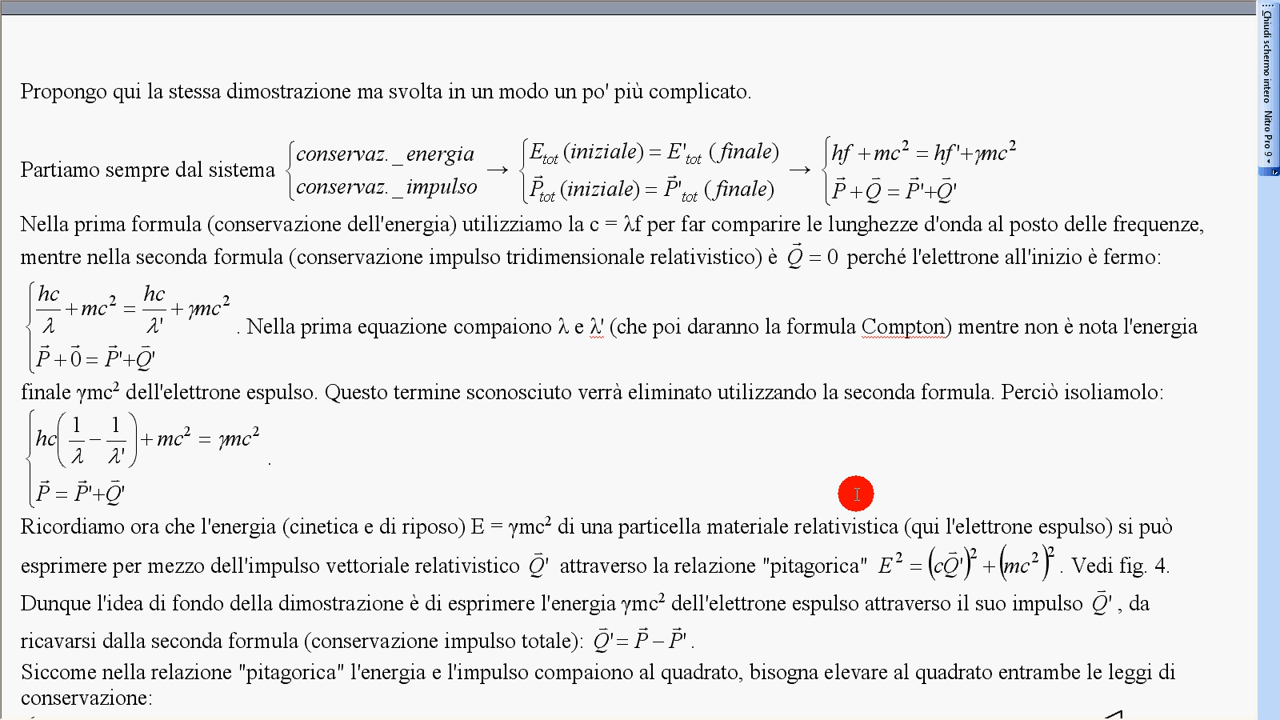 Propongo qui la stessa dimostrazione ma svolta in un modo un po' più complicato.
Partiamo sempre dal sistema {conservaz._energia / conservaz._impulso → {E_tot (iniziale) = E'_tot (finale) / P⃗_tot (iniziale) = P⃗'_tot (finale) → {hf + mc² = hf' + γmc² / P⃗ + Q⃗ = P⃗' + Q⃗'
Nella prima formula (conservazione dell'energia) utilizziamo la c = λf per far comparire le lunghezze d'onda al posto delle frequenze,
mentre nella seconda formula (conservazione impulso tridimensionale relativistico) è Q⃗ = 0 perché l'elettrone all'inizio è fermo:
{hc/λ + mc² = hc/λ' + γmc² / P⃗ + 0⃗ = P⃗' + Q⃗' . Nella prima equazione compaiono λ e λ' (che poi daranno la formula Compton) mentre non è nota l'energia
finale γmc² dell'elettrone espulso. Questo termine sconosciuto verrà eliminato utilizzando la seconda formula. Perciò isoliamolo:
{hc(1/λ − 1/λ') + mc² = γmc² / P⃗ = P⃗' + Q⃗' .
Ricordiamo ora che l'energia (cinetica e di riposo) E = γmc² di una particella materiale relativistica (qui l'elettrone espulso) si può
esprimere per mezzo dell'impulso vettoriale relativistico Q⃗' attraverso la relazione "pitagorica" E² = (cQ⃗')² + (mc²)² . Vedi fig. 4.
Dunque l'idea di fondo della dimostrazione è di esprimere l'energia γmc² dell'elettrone espulso attraverso il suo impulso Q⃗' , da
ricavarsi dalla seconda formula (conservazione impulso totale): Q⃗' = P⃗ − P⃗' .
Siccome nella relazione "pitagorica" l'energia e l'impulso compaiono al quadrato, bisogna elevare al quadrato entrambe le leggi di
conservazione:
Chiudi schermo intero Nitro Pro 9